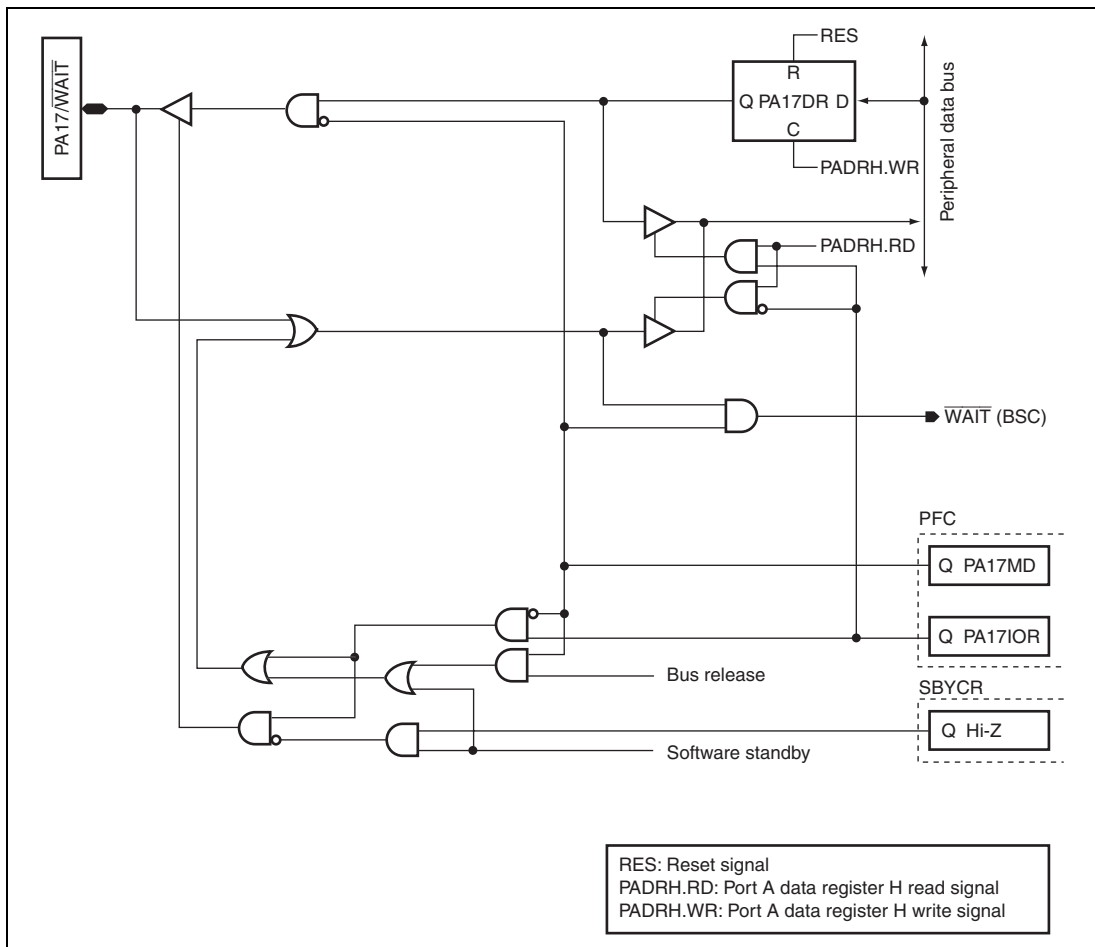 RES
R
PA17/WAIT
Q PA17DR D
C
PADRH.WR
Peripheral data bus
PADRH.RD
WAIT (BSC)
PFC
Q PA17MD
Q PA17IOR
Bus release
SBYCR
Q Hi-Z
Software standby
RES: Reset signal
PADRH.RD: Port A data register H read signal
PADRH.WR: Port A data register H write signal